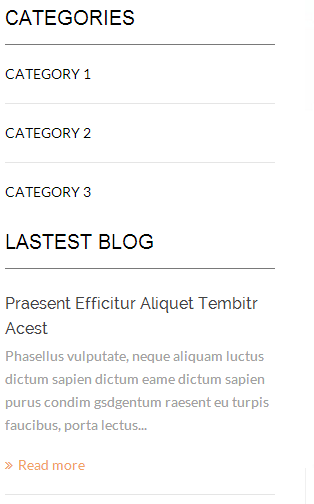 CATEGORIES
CATEGORY 1
CATEGORY 2
CATEGORY 3
LASTEST BLOG
Praesent Efficitur Aliquet Tembitr
Acest
Phasellus vulputate, neque aliquam luctus
dictum sapien dictum eame dictum sapien
purus condim gsdgentum raesent eu turpis
faucibus, porta lectus...
» Read more